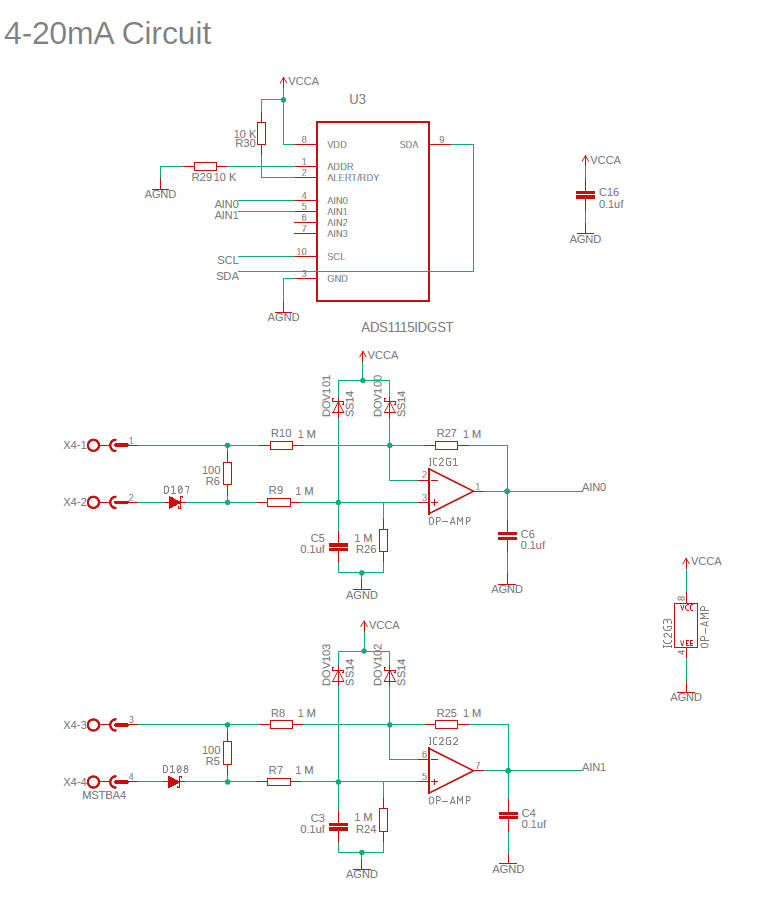 4-20mA Circuit
VCCA
U3
10 K
R30
8
VDD
SDA
9
VCCA
1
ADDR
R29 10 K
2
ALERT/RDY
AGND
C16
0.1uf
AIN0
4
AIN0
AIN1
5
AIN1
6
AIN2
7
AIN3
AGND
SCL
10
SCL
SDA
3
GND
AGND
ADS1115IDGST
VCCA
DOV101
SS14
DOV100
SS14
X4-1
1
R10 1 M
R27 1 M
100
R6
IC2G1
2
X4-2
2
D107
R9 1 M
3
1
AIN0
OP-AMP
C5
0.1uf
1 M
R26
C6
0.1uf
AGND
AGND
VCCA
8
VCC
IC2G3
OP-AMP
VEE
4
AGND
VCCA
DOV103
SS14
DOV102
SS14
X4-3
3
R8 1 M
R25 1 M
100
R5
IC2G2
6
X4-4
4
D108
R7 1 M
5
7
AIN1
MSTBA4
OP-AMP
C3
0.1uf
1 M
R24
C4
0.1uf
AGND
AGND